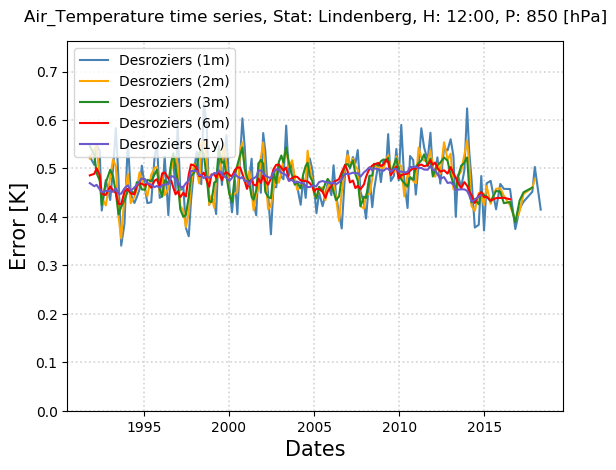 Air_Temperature time series, Stat: Lindenberg, H: 12:00, P: 850 [hPa]
Desroziers (1m)
Desroziers (2m)
Desroziers (3m)
Desroziers (6m)
Desroziers (1y)
Error [K]
0.7
0.6
0.5
0.4
0.3
0.2
0.1
0.0
1995 2000 2005 2010 2015
Dates